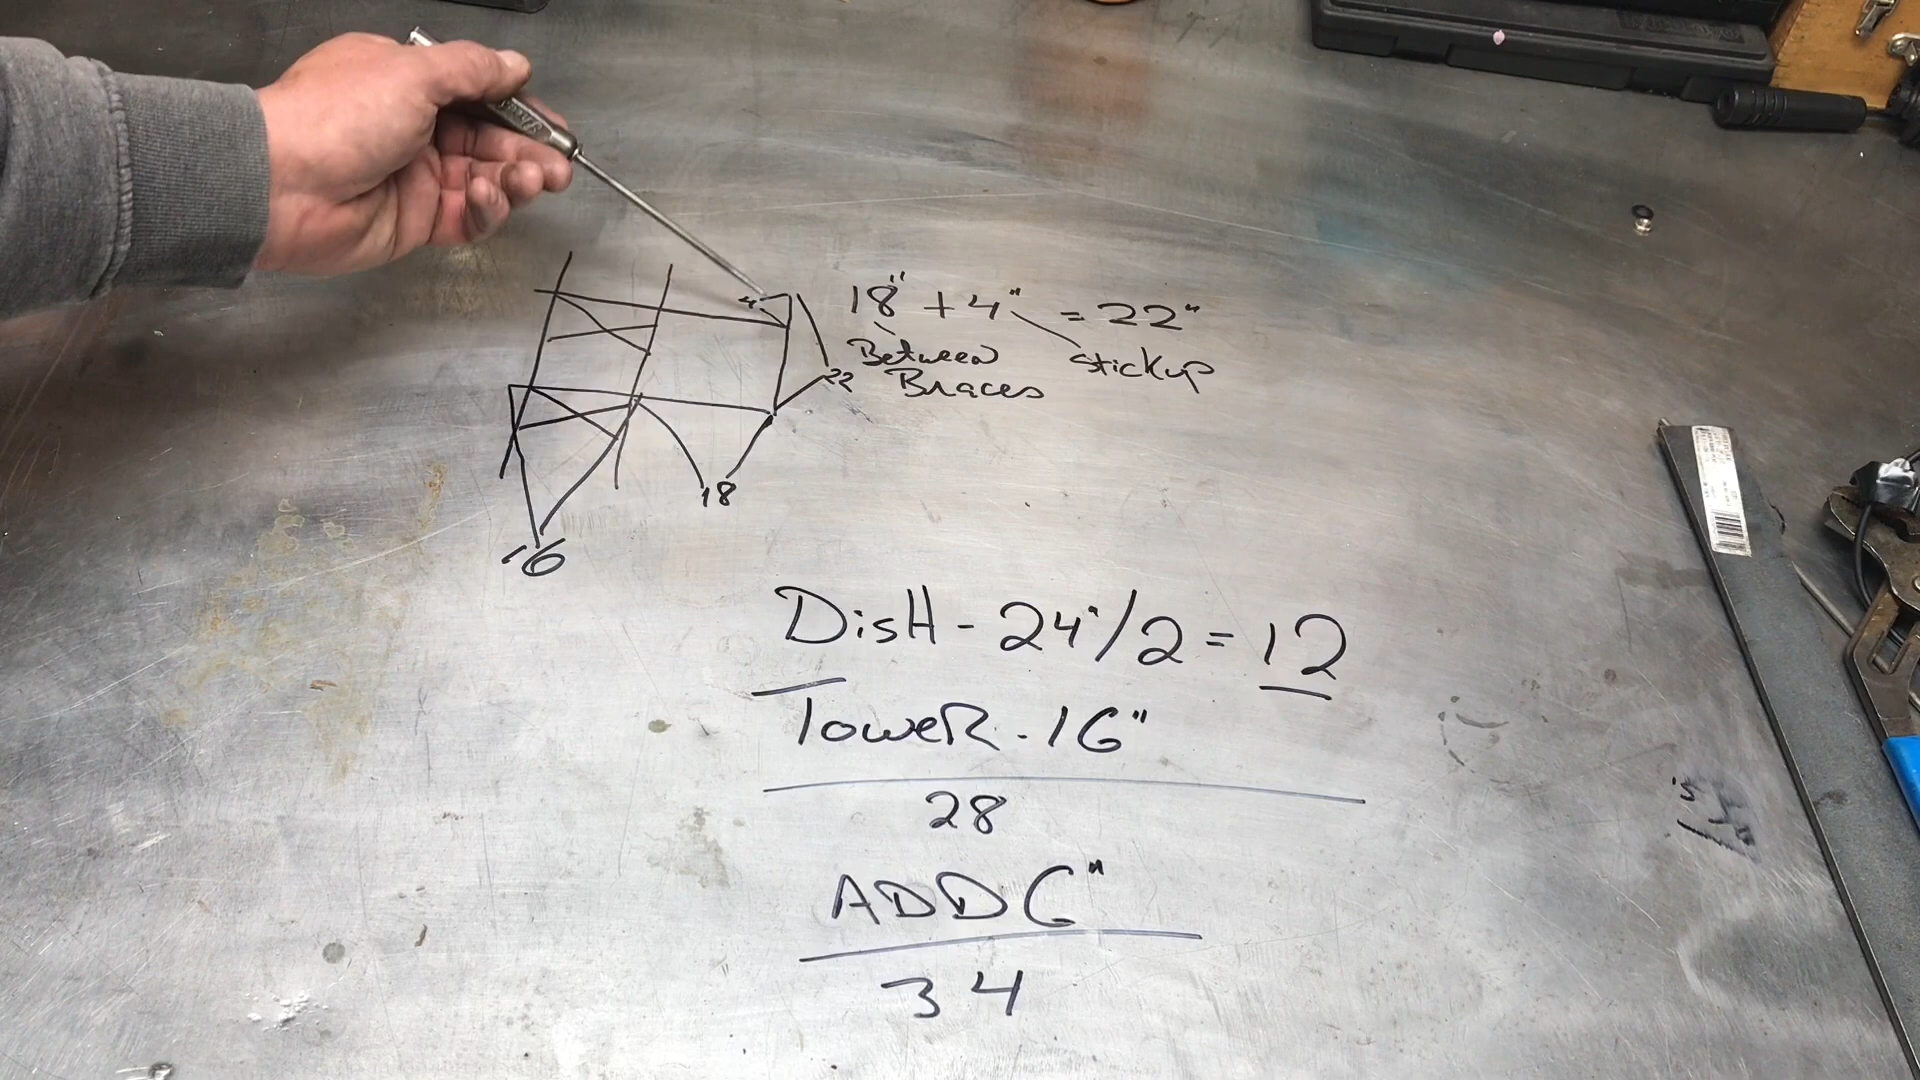 4
18" + 4" = 22"
Between
Braces
stickup
22
18
16
DisH - 24"/2 = 12
Tower - 16"
28
ADD 6"
34